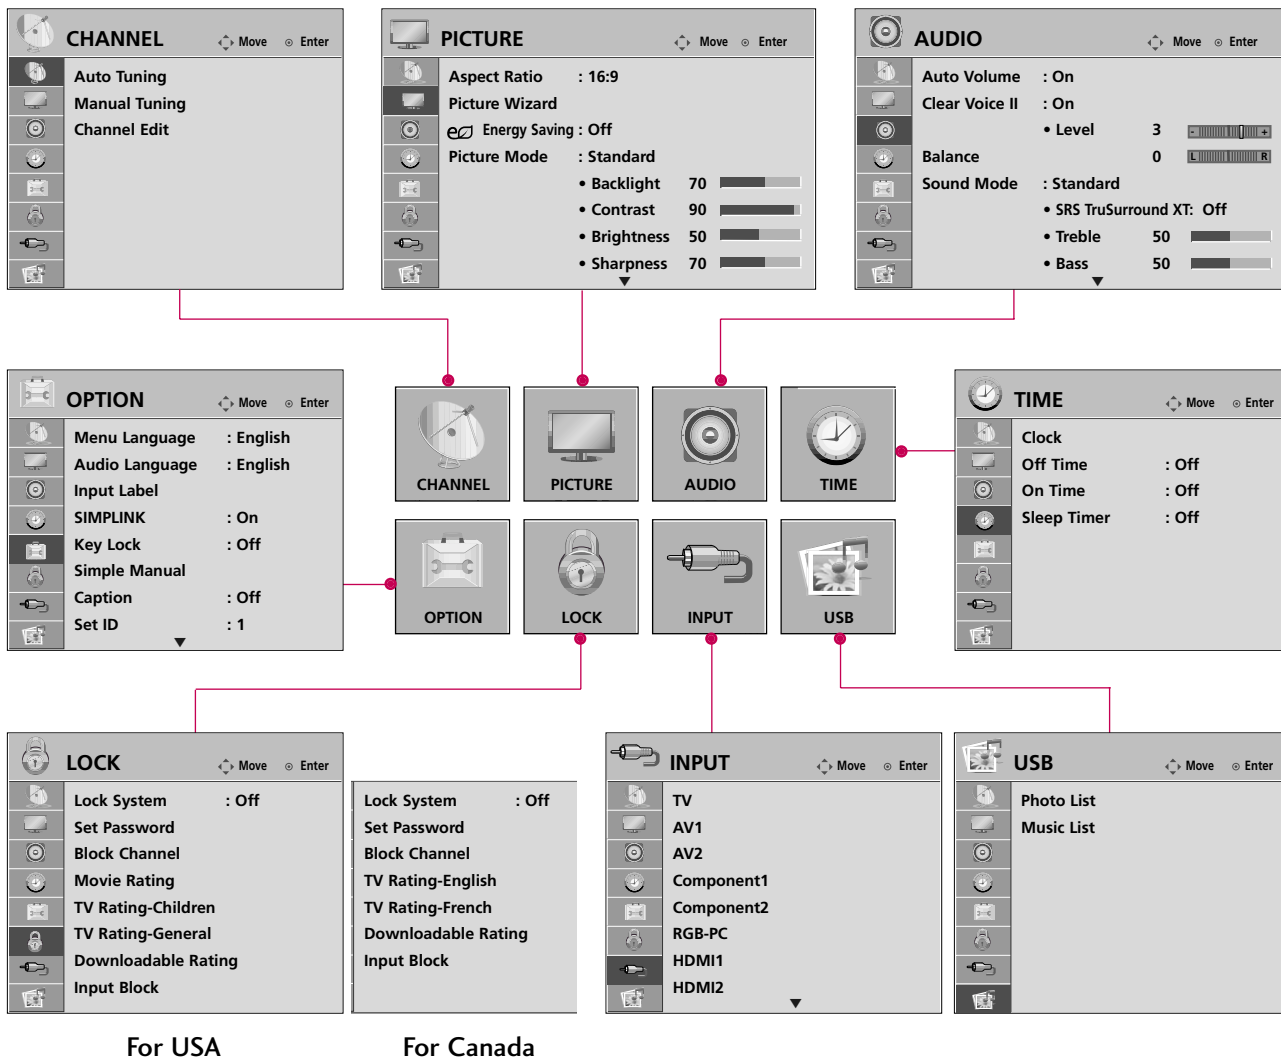 CHANNEL Move Enter
Auto Tuning
Manual Tuning
Channel Edit
PICTURE Move Enter
Aspect Ratio : 16:9
Picture Wizard
e Energy Saving : Off
Picture Mode : Standard
• Backlight 70
• Contrast 90
• Brightness 50
• Sharpness 70
AUDIO Move Enter
Auto Volume : On
Clear Voice II : On
• Level 3 - +
Balance 0 L R
Sound Mode : Standard
• SRS TruSurround XT: Off
• Treble 50
• Bass 50
OPTION Move Enter
Menu Language : English
Audio Language : English
Input Label
SIMPLINK : On
Key Lock : Off
Simple Manual
Caption : Off
Set ID : 1
CHANNEL
PICTURE
AUDIO
TIME
OPTION
LOCK
INPUT
USB
TIME Move Enter
Clock
Off Time : Off
On Time : Off
Sleep Timer : Off
LOCK Move Enter
Lock System : Off
Set Password
Block Channel
Movie Rating
TV Rating-Children
TV Rating-General
Downloadable Rating
Input Block
For USA
Lock System : Off
Set Password
Block Channel
TV Rating-English
TV Rating-French
Downloadable Rating
Input Block
For Canada
INPUT Move Enter
TV
AV1
AV2
Component1
Component2
RGB-PC
HDMI1
HDMI2
USB Move Enter
Photo List
Music List